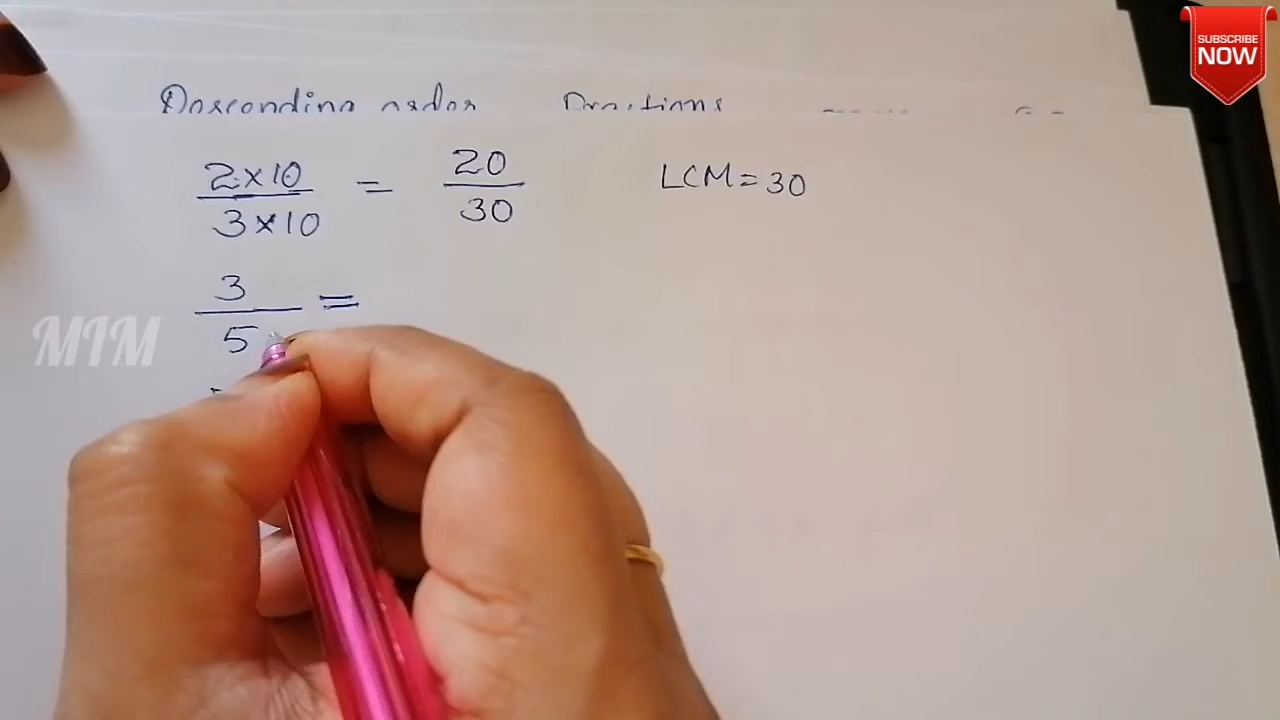 SUBSCRIBE
NOW
Descending order Fractions
2×10 = 20 LCM=30
3×10 30
3 =
5
MIM